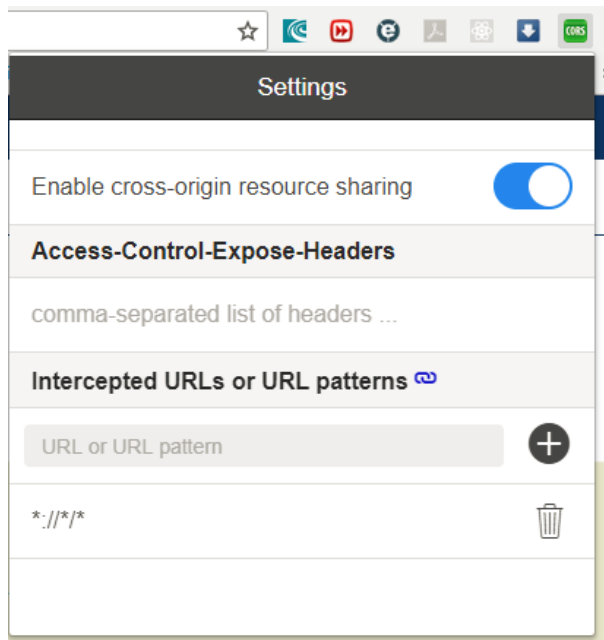 CORS
Settings
Enable cross-origin resource sharing
Access-Control-Expose-Headers
comma-separated list of headers ...
Intercepted URLs or URL patterns
URL or URL pattern
*://*/*